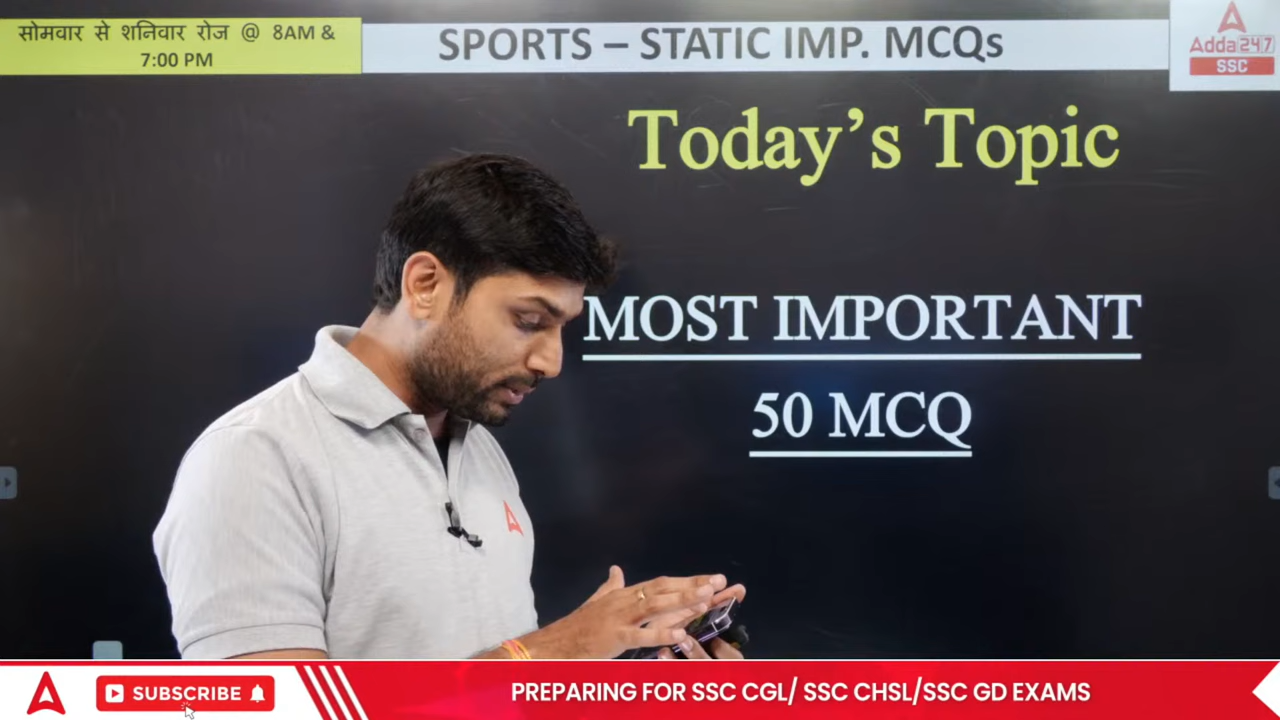 सोमवार से शनिवार रोज @ 8AM &
7:00 PM
SPORTS – STATIC IMP. MCQs
Adda 247
SSC
Today's Topic
MOST IMPORTANT
50 MCQ
SUBSCRIBE
PREPARING FOR SSC CGL/ SSC CHSL/SSC GD EXAMS